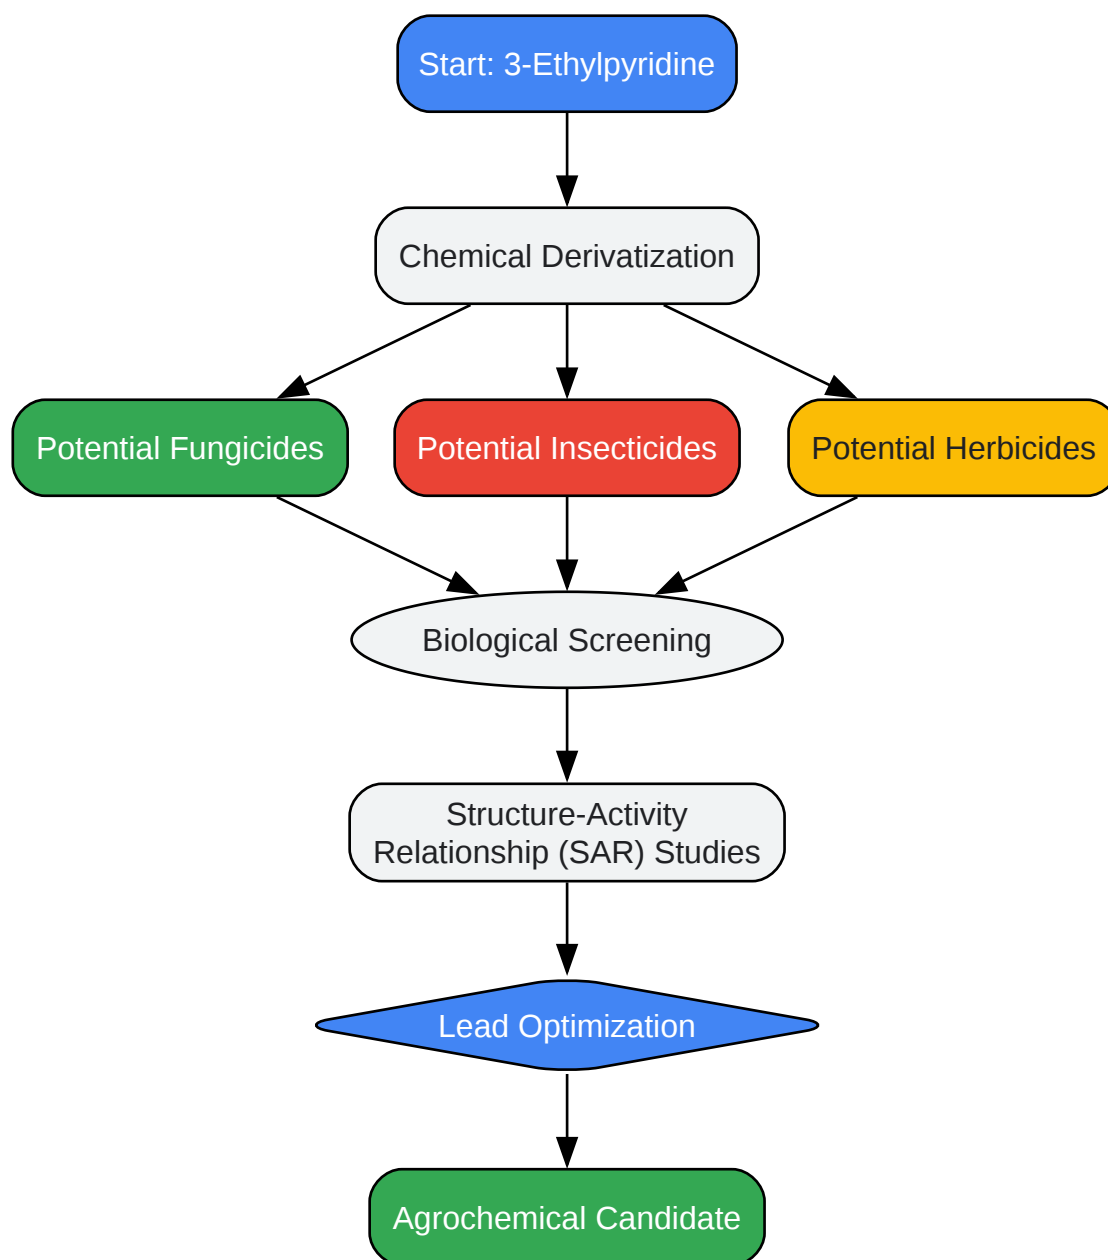 Start: 3-Ethylpyridine
Chemical Derivatization
Potential Fungicides
Potential Insecticides
Potential Herbicides
Biological Screening
Structure-Activity
Relationship (SAR) Studies
Lead Optimization
Agrochemical Candidate